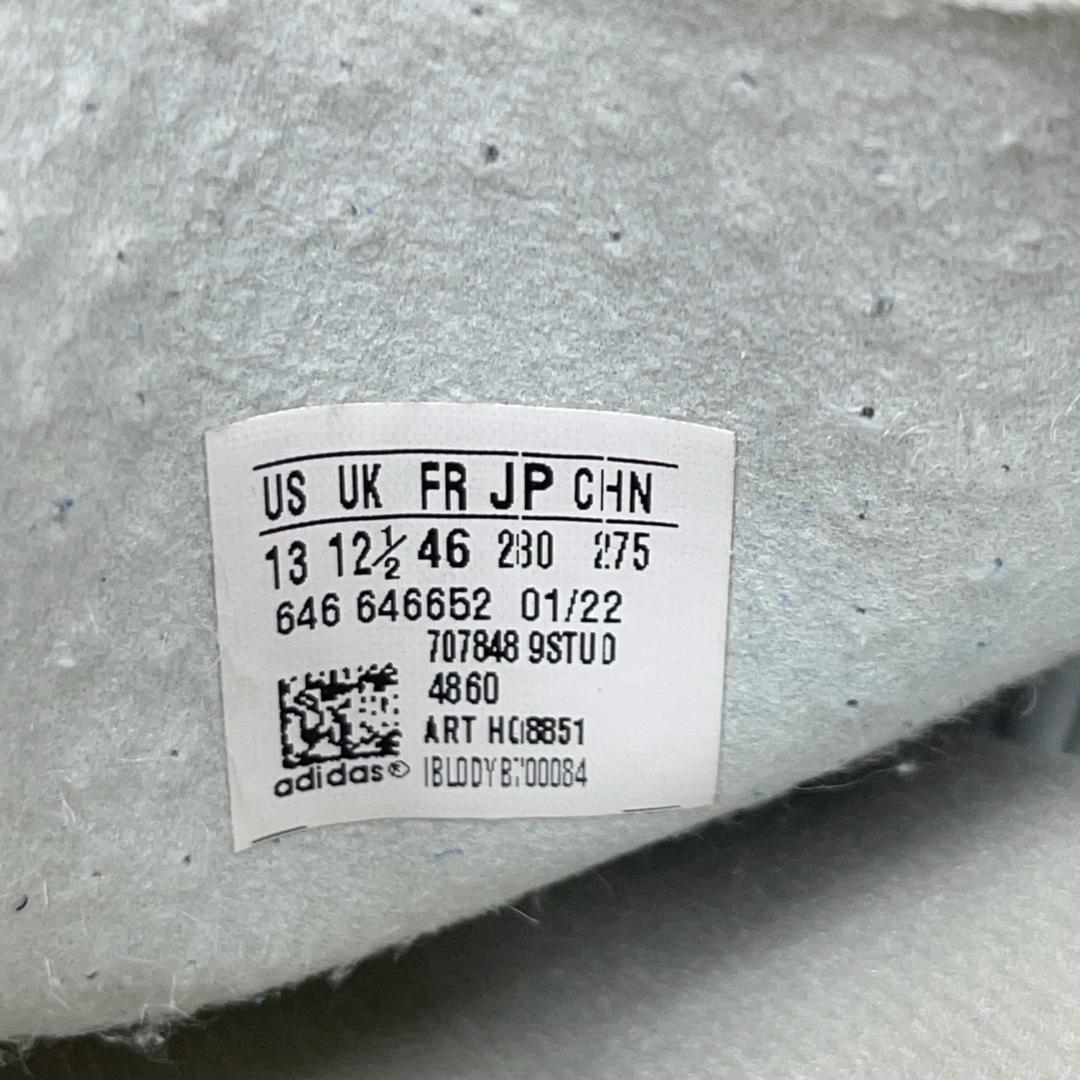 US UK FR JP CHN
13 12½ 46 280 275
646 646652 01/22
707848 9STUD
4860
ART HQ8851
adidas®